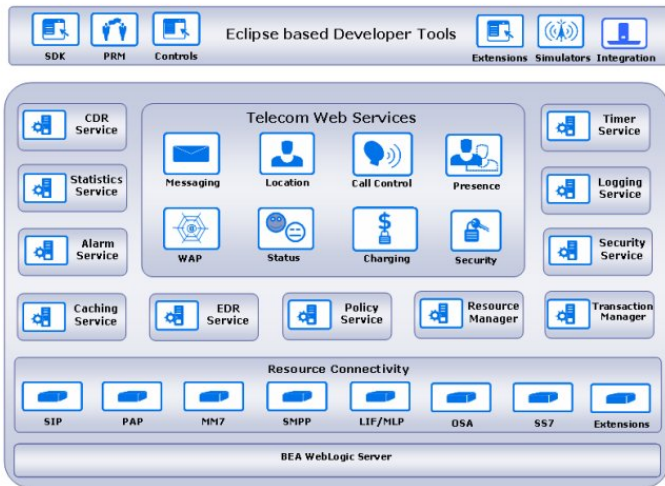 Eclipse based Developer Tools
SDK PRM Controls Extensions Simulators Integration
CDR
Service
Telecom Web Services
Timer
Service
Statistics
Service
Messaging Location Call Control Presence
Logging
Service
Alarm
Service
WAP Status Charging Security
Security
Service
Caching
Service
EDR
Service
Policy
Service
Resource
Manager
Transaction
Manager
Resource Connectivity
SIP PAP MM7 SMPP LIF/MLP OSA SS7 Extensions
BEA WebLogic Server